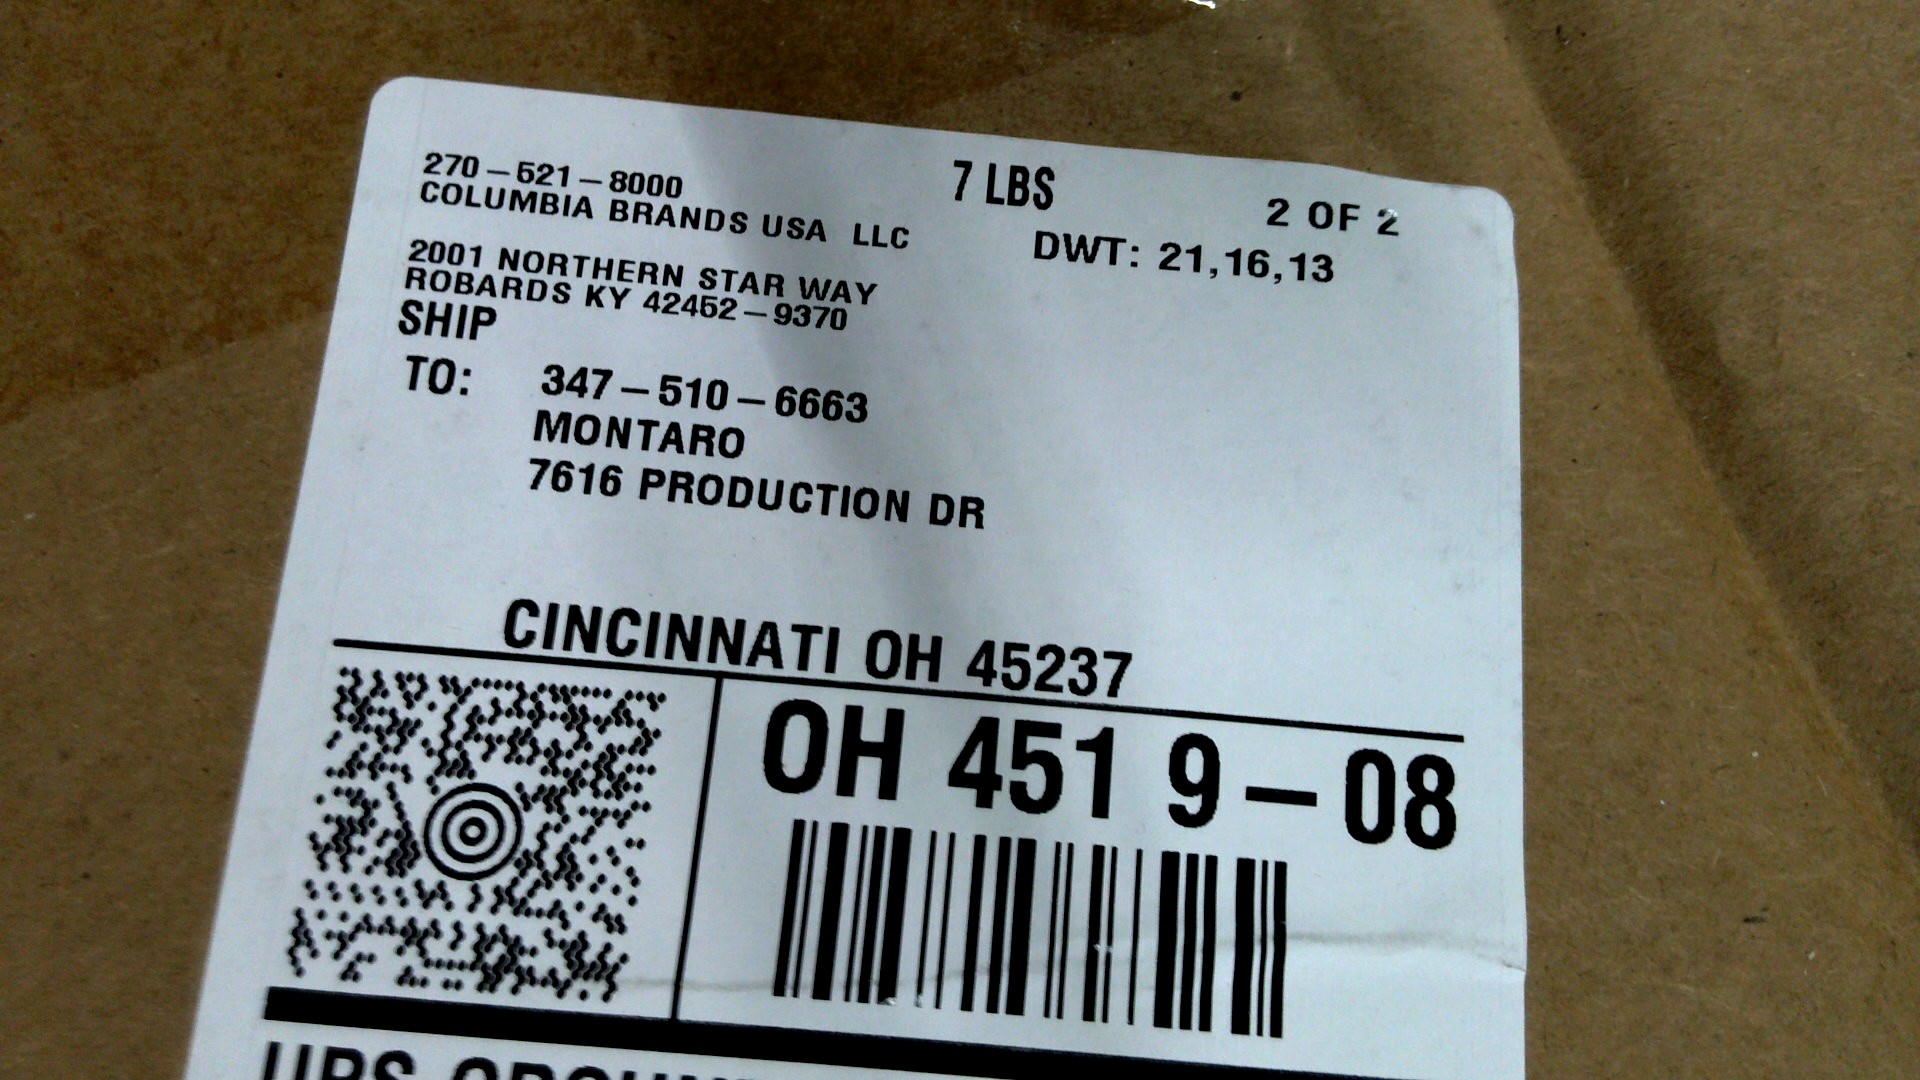 270-521-8000
COLUMBIA BRANDS USA LLC
2001 NORTHERN STAR WAY
ROBARDS KY 42452-9370
7 LBS
2 OF 2
DWT: 21,16,13
SHIP
TO:
347-510-6663
MONTARO
7616 PRODUCTION DR
CINCINNATI OH 45237
OH 451 9-08
UPS GROUN